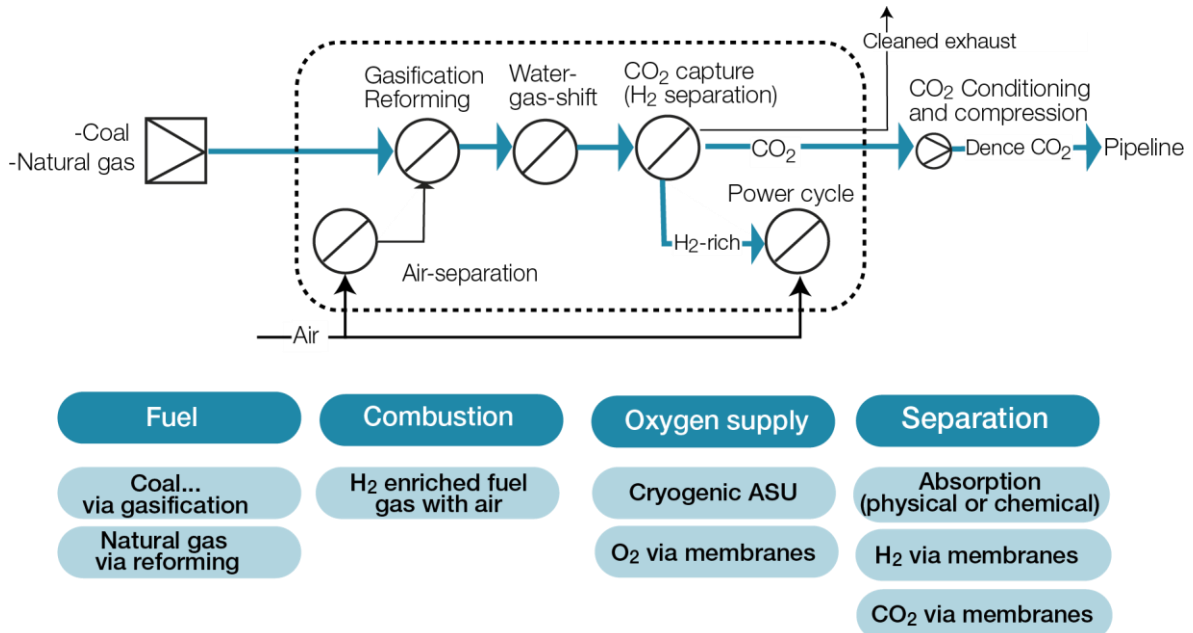 Cleaned exhaust
Gasification
Reforming
Water-
gas-shift
CO₂ capture
(H₂ separation)
CO₂ Conditioning
and compression
-Coal
-Natural gas
CO₂
Dence CO₂
Pipeline
Power cycle
H₂-rich
Air-separation
Air
Fuel
Combustion
Oxygen supply
Separation
Coal...
via gasification
H₂ enriched fuel
gas with air
Cryogenic ASU
Absorption
(physical or chemical)
Natural gas
via reforming
O₂ via membranes
H₂ via membranes
CO₂ via membranes